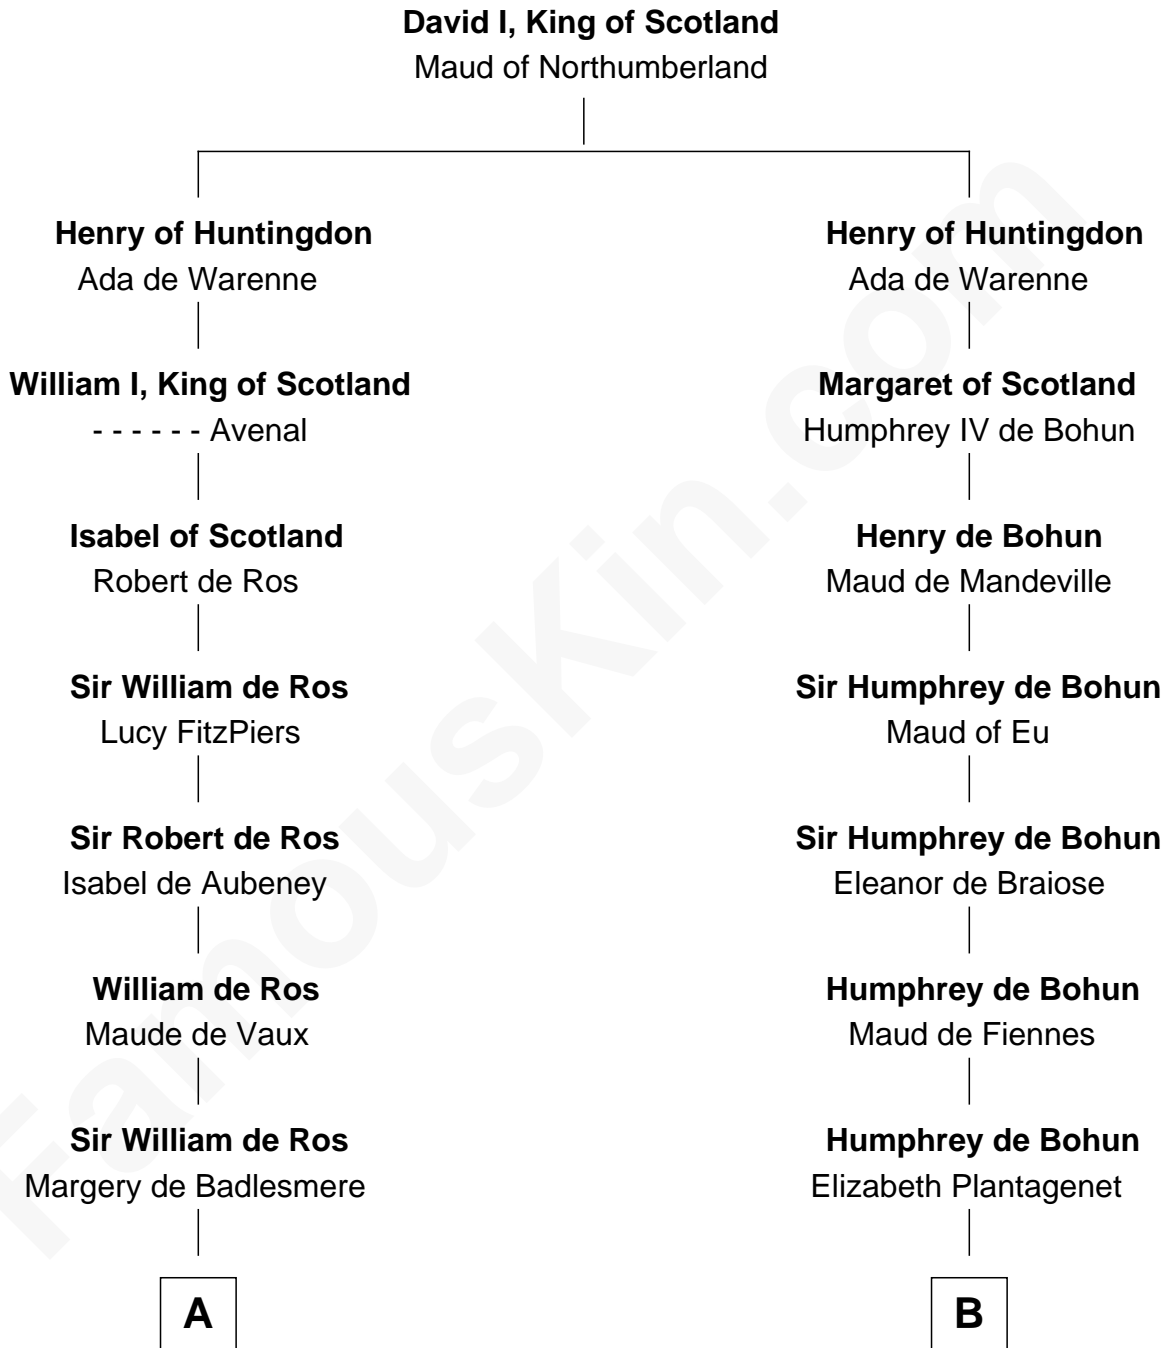 David I, King of Scotland
Maud of Northumberland
Henry of Huntingdon
Ada de Warenne
William I, King of Scotland
- - - - - - Avenal
Isabel of Scotland
Robert de Ros
Sir William de Ros
Lucy FitzPiers
Sir Robert de Ros
Isabel de Aubeney
William de Ros
Maude de Vaux
Sir William de Ros
Margery de Badlesmere
A
Henry of Huntingdon
Ada de Warenne
Margaret of Scotland
Humphrey IV de Bohun
Henry de Bohun
Maud de Mandeville
Sir Humphrey de Bohun
Maud of Eu
Sir Humphrey de Bohun
Eleanor de Braiose
Humphrey de Bohun
Maud de Fiennes
Humphrey de Bohun
Elizabeth Plantagenet
B
FamousKin.com